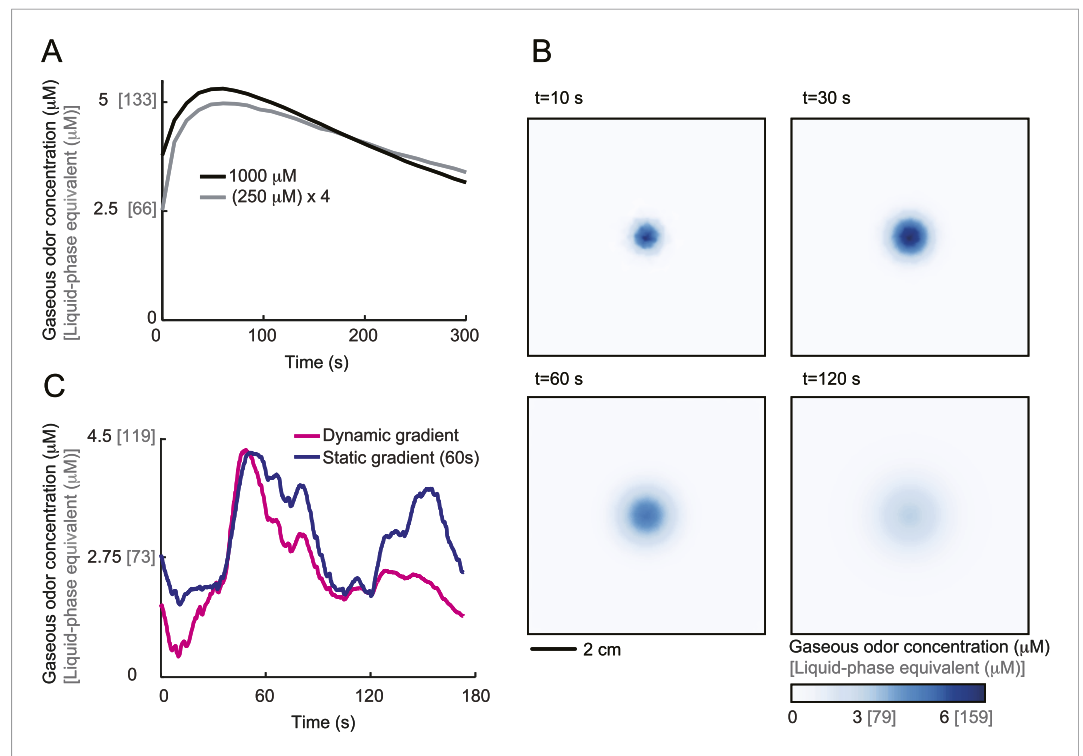 A
Gaseous odor concentration (μM)
[Liquid-phase equivalent (μM)]
5 [133]
2.5 [66]
0
1000 μM
(250 μM) x 4
0 100 200 300
Time (s)
B
t=10 s
t=30 s
t=60 s
t=120 s
2 cm
Gaseous odor concentration (μM)
[Liquid-phase equivalent (μM)]
0 3 [79] 6 [159]
C
Gaseous odor concentration (μM)
[Liquid-phase equivalent (μM)]
4.5 [119]
2.75 [73]
0
Dynamic gradient
Static gradient (60s)
0 60 120 180
Time (s)